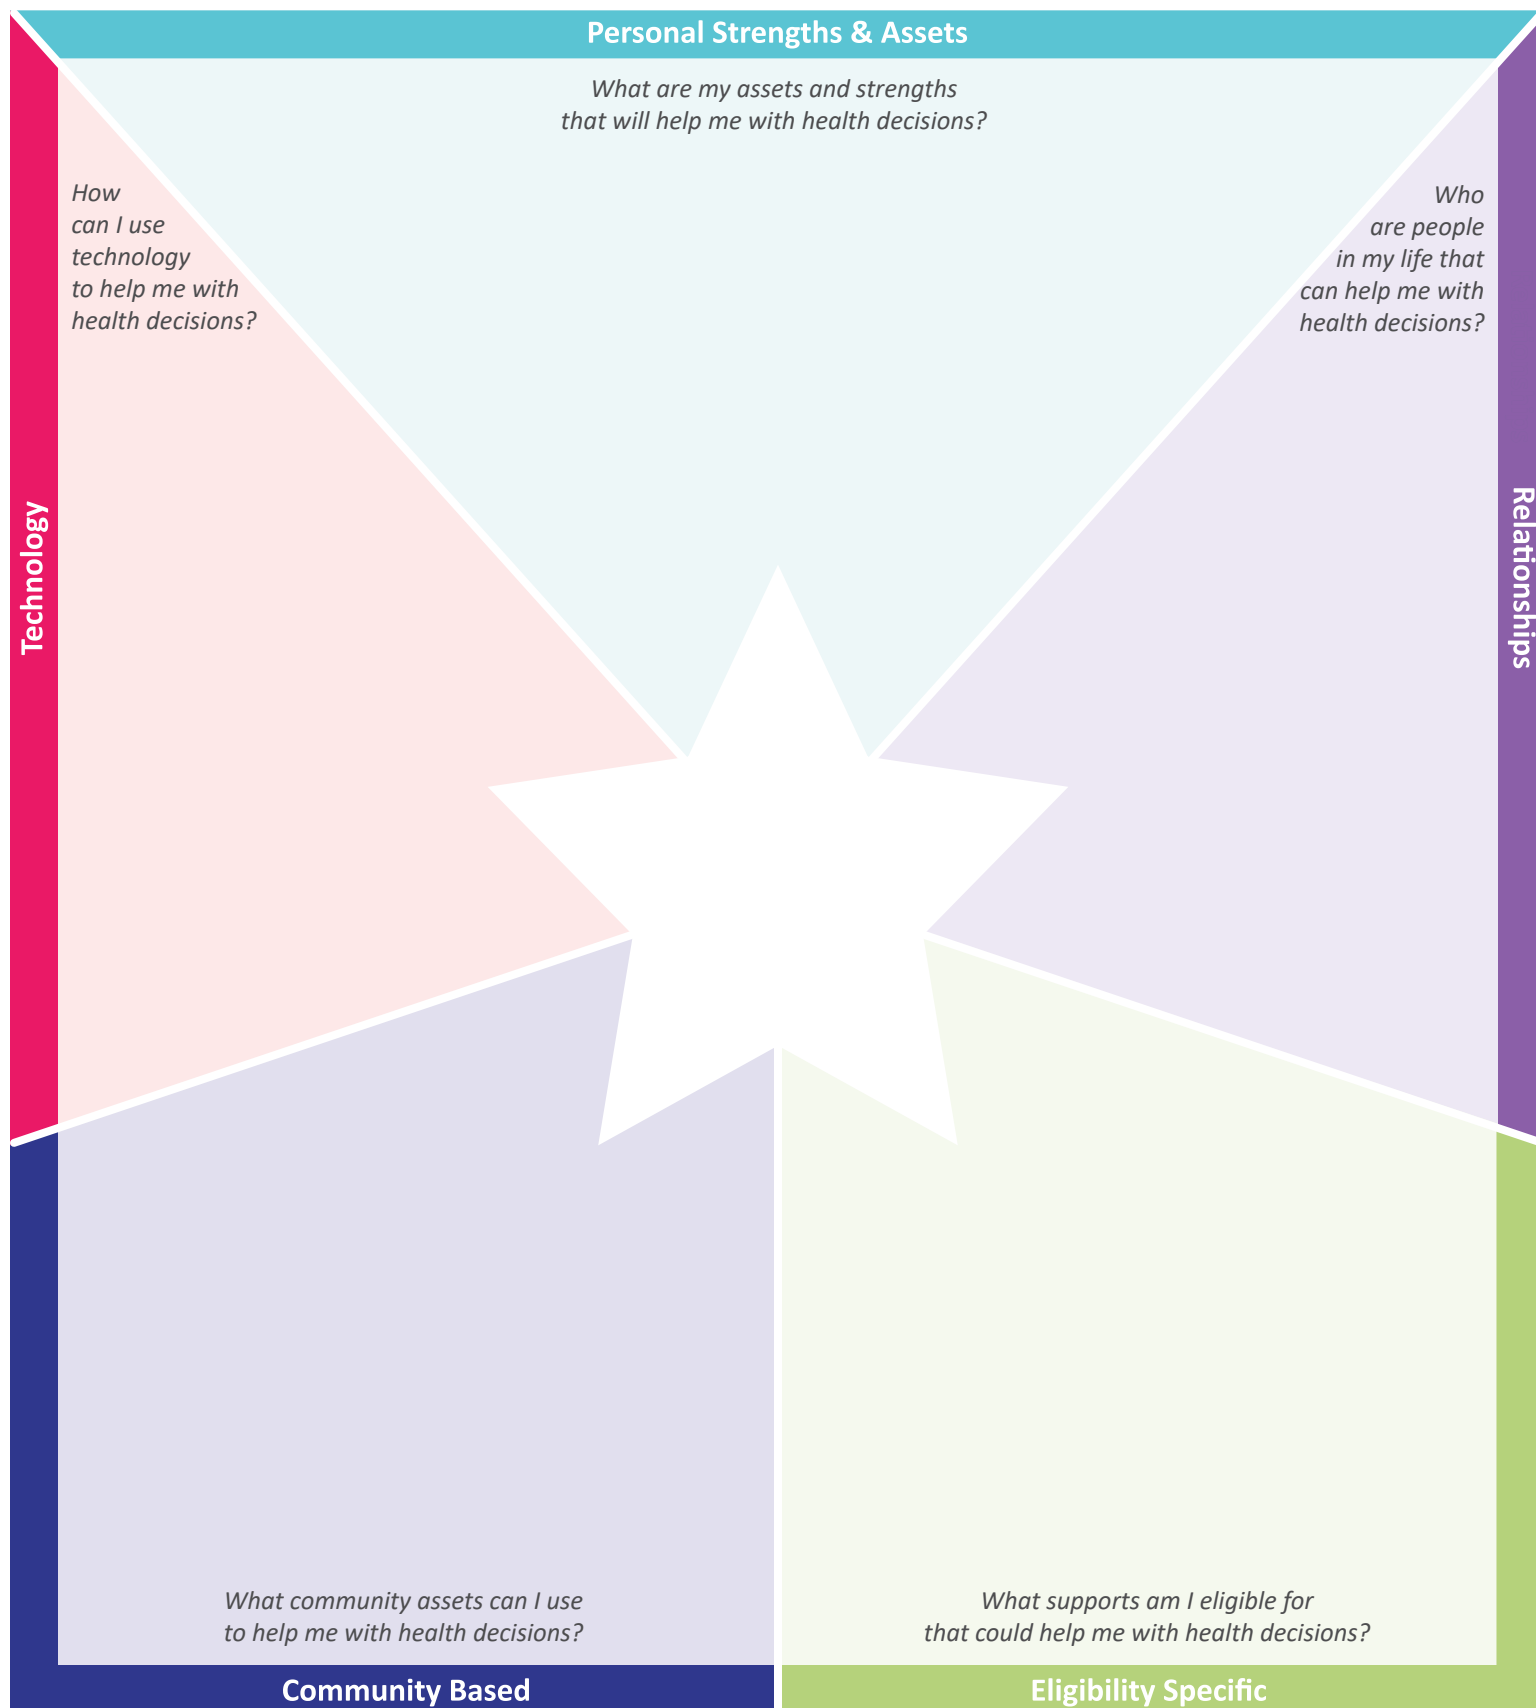 Personal Strengths & Assets
What are my assets and strengths
that will help me with health decisions?
How
can I use
technology
to help me with
health decisions?
Who
are people
in my life that
can help me with
health decisions?
Technology
Relationships
What community assets can I use
to help me with health decisions?
What supports am I eligible for
that could help me with health decisions?
Community Based
Eligibility Specific